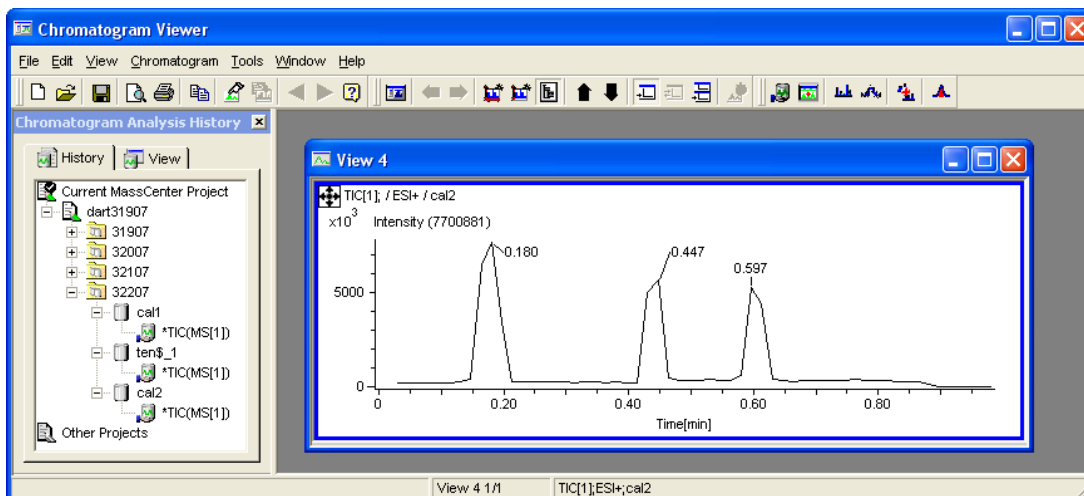 Chromatogram Viewer
File Edit View Chromatogram Tools Window Help
Chromatogram Analysis History
History View
Current MassCenter Project
dart31907
31907
32007
32107
32207
cal1
*TIC(MS[1])
ten$_1
*TIC(MS[1])
cal2
*TIC(MS[1])
Other Projects
View 4
TIC[1]; / ESI+ / cal2
x10³ Intensity (7700881)
0.180
0.447
0.597
5000
0
0 0.20 0.40 0.60 0.80
Time[min]
View 4 1/1 TIC[1];ESI+;cal2